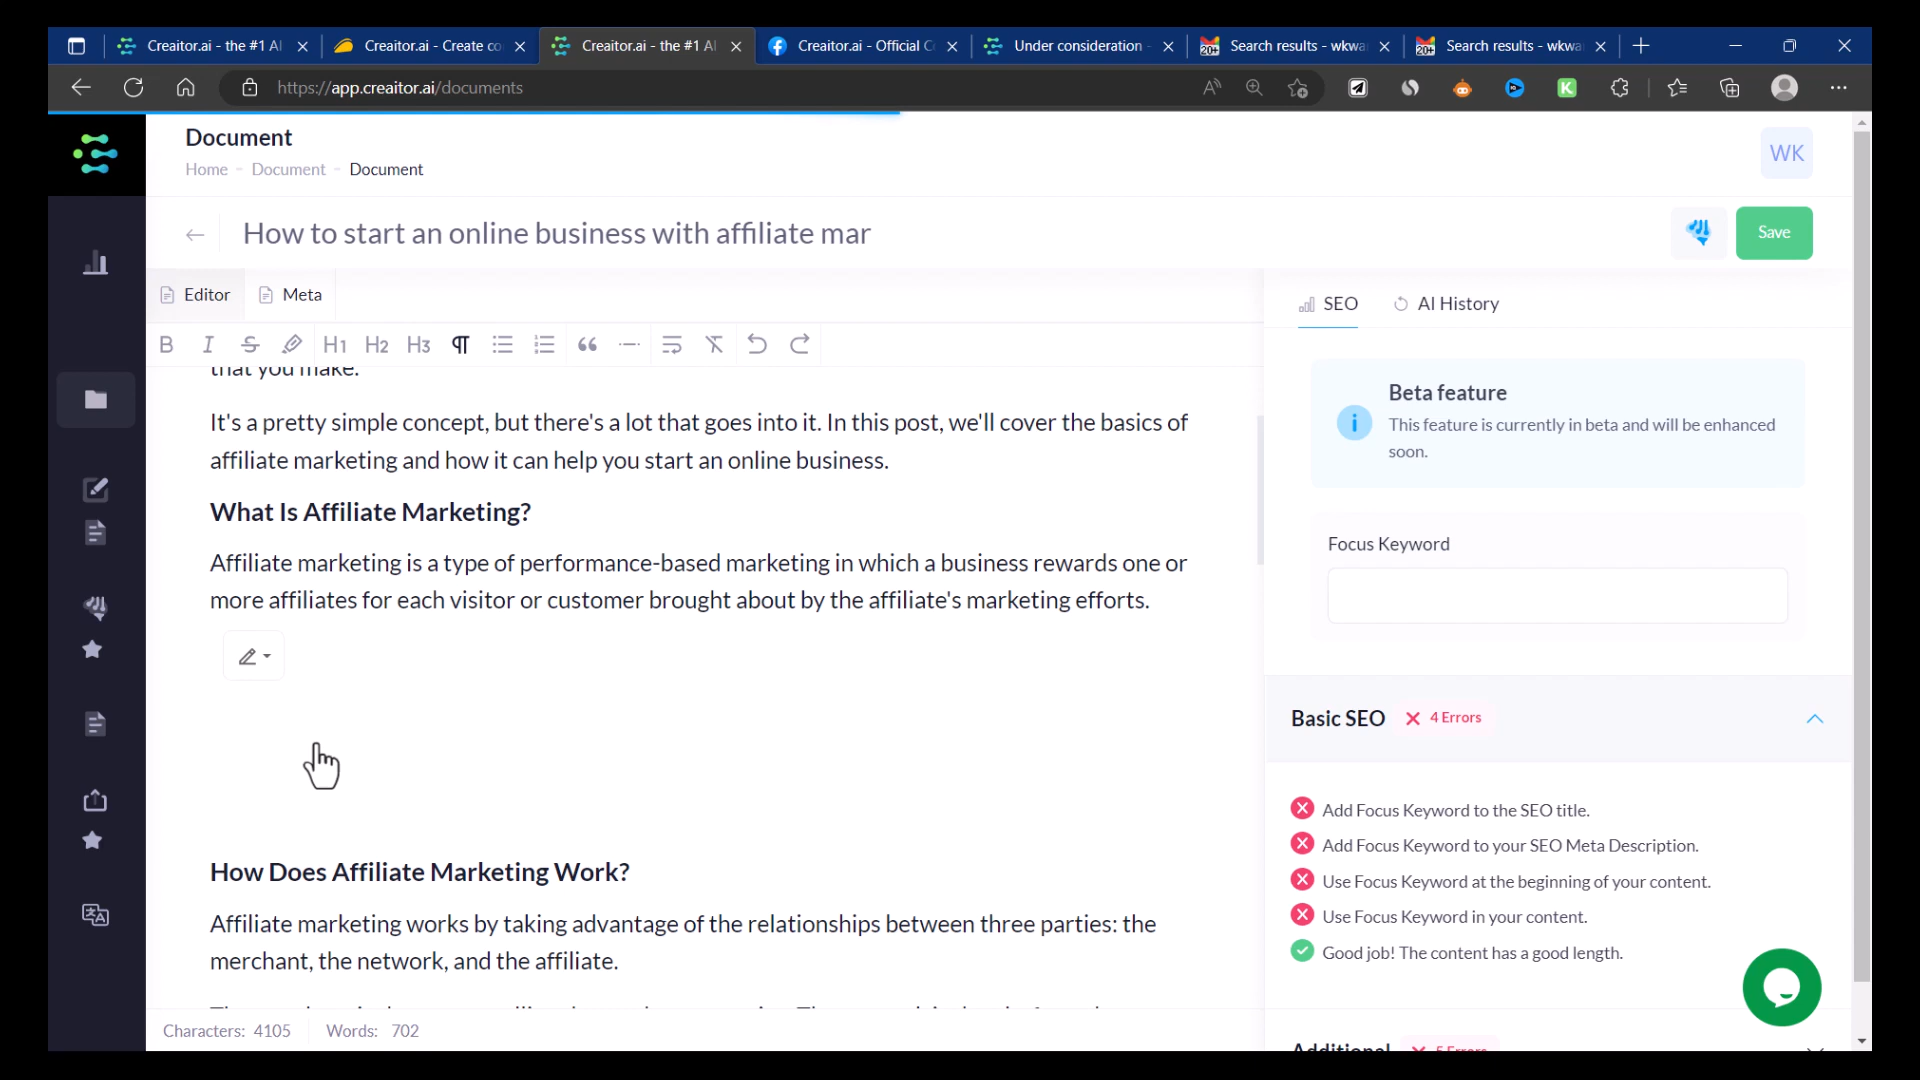 Creaitor.ai - the #1 AI
Creaitor.ai - Create co
Creaitor.ai - the #1 AI
Creaitor.ai - Official C
Under consideration -
Search results - wkwa
Search results - wkwa
https://app.creaitor.ai/documents
Document
Home - Document - Document
WK
How to start an online business with affiliate mar
Save
Editor
Meta
SEO
AI History
B I S H1 H2 H3
that you make.
It's a pretty simple concept, but there's a lot that goes into it. In this post, we'll cover the basics of
affiliate marketing and how it can help you start an online business.
What Is Affiliate Marketing?
Affiliate marketing is a type of performance-based marketing in which a business rewards one or
more affiliates for each visitor or customer brought about by the affiliate's marketing efforts.
How Does Affiliate Marketing Work?
Affiliate marketing works by taking advantage of the relationships between three parties: the
merchant, the network, and the affiliate.
Characters: 4105
Words: 702
Beta feature
This feature is currently in beta and will be enhanced
soon.
Focus Keyword
Basic SEO
4 Errors
Add Focus Keyword to the SEO title.
Add Focus Keyword to your SEO Meta Description.
Use Focus Keyword at the beginning of your content.
Use Focus Keyword in your content.
Good job! The content has a good length.
Additional
5 Errors